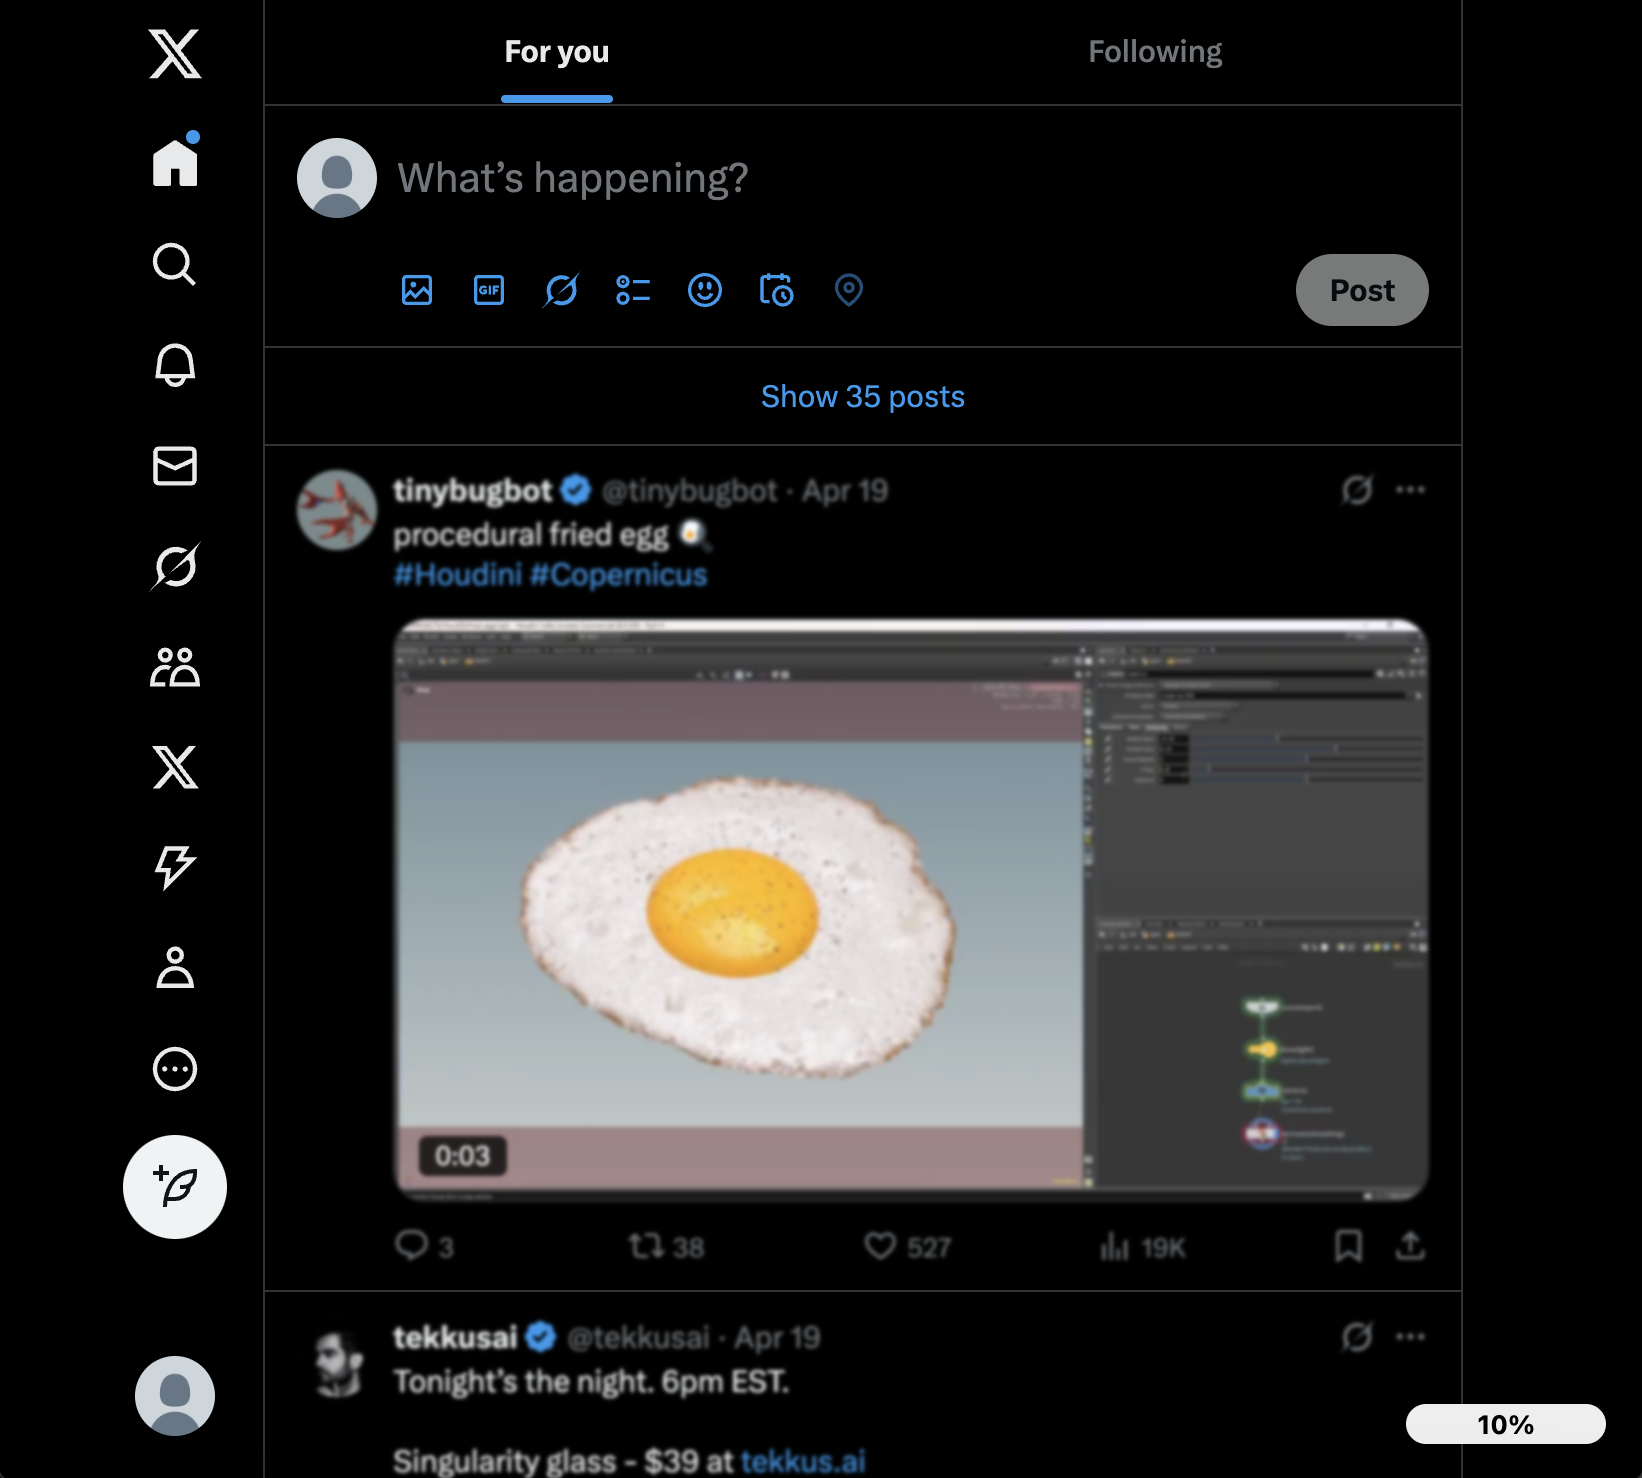 For you
Following
What's happening?
GIF
Post
Show 35 posts
tinybugbot @tinybugbot · Apr 19
procedural fried egg 🍳
#Houdini #Copernicus
0:03
3 38 527 19K
tekkusai @tekkusai · Apr 19
Tonight's the night. 6pm EST.
Singularity glass - $39 at tekkus.ai
10%